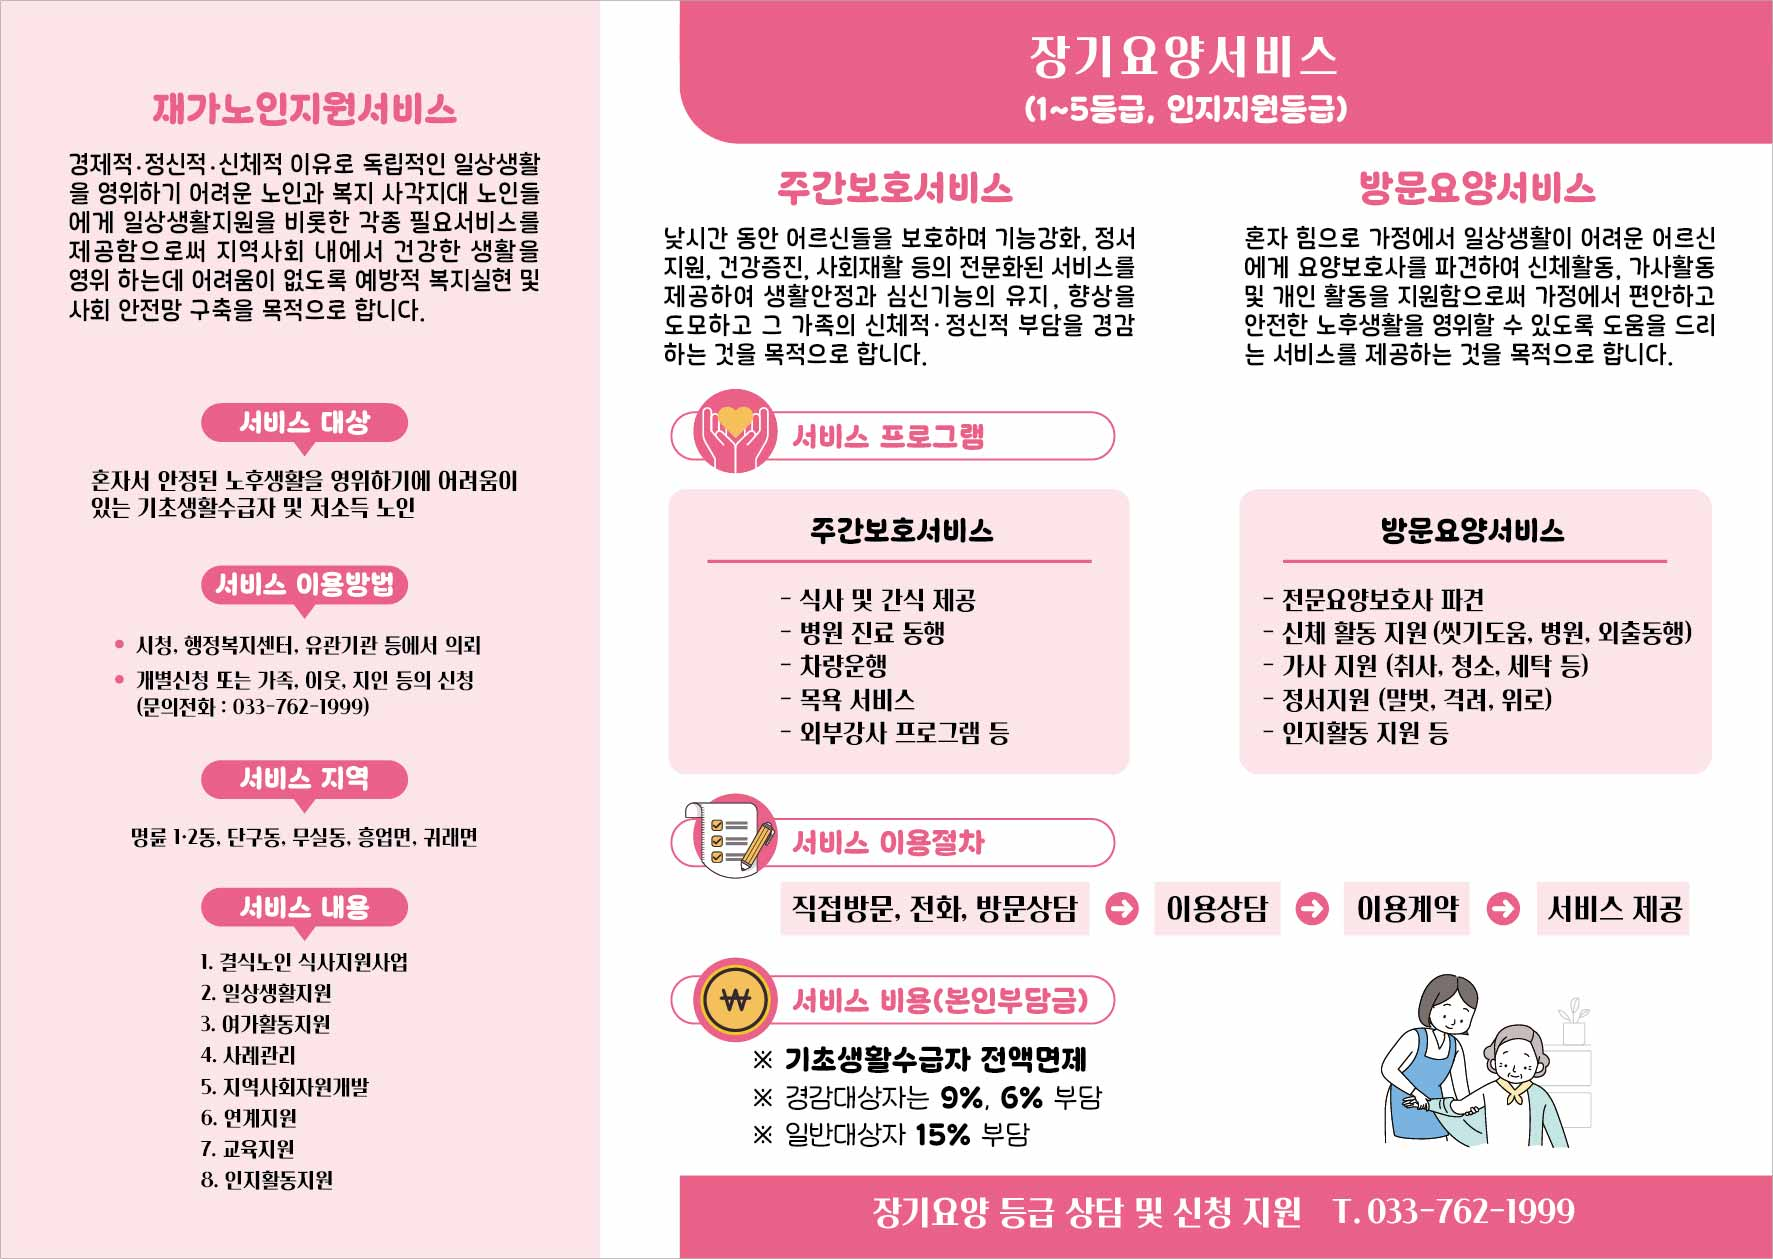 재가노인지원서비스
경제적·정신적·신체적 이유로 독립적인 일상생활
을 영위하기 어려운 노인과 복지 사각지대 노인들
에게 일상생활지원을 비롯한 각종 필요서비스를
제공함으로써 지역사회 내에서 건강한 생활을
영위 하는데 어려움이 없도록 예방적 복지실현 및
사회 안전망 구축을 목적으로 합니다.
서비스 대상
혼자서 안정된 노후생활을 영위하기에 어려움이
있는 기초생활수급자 및 저소득 노인
서비스 이용방법
• 시청, 행정복지센터, 유관기관 등에서 의뢰
• 개별신청 또는 가족, 이웃, 지인 등의 신청
(문의전화 : 033-762-1999)
서비스 지역
명륜 1·2동, 단구동, 무실동, 흥업면, 귀래면
서비스 내용
1. 결식노인 식사지원사업
2. 일상생활지원
3. 여가활동지원
4. 사례관리
5. 지역사회자원개발
6. 연계지원
7. 교육지원
8. 인지활동지원
장기요양서비스
(1~5등급, 인지지원등급)
주간보호서비스
낮시간 동안 어르신들을 보호하며 기능강화, 정서
지원, 건강증진, 사회재활 등의 전문화된 서비스를
제공하여 생활안정과 심신기능의 유지, 향상을
도모하고 그 가족의 신체적·정신적 부담을 경감
하는 것을 목적으로 합니다.
방문요양서비스
혼자 힘으로 가정에서 일상생활이 어려운 어르신
에게 요양보호사를 파견하여 신체활동, 가사활동
및 개인 활동을 지원함으로써 가정에서 편안하고
안전한 노후생활을 영위할 수 있도록 도움을 드리
는 서비스를 제공하는 것을 목적으로 합니다.
서비스 프로그램
주간보호서비스
- 식사 및 간식 제공
- 병원 진료 동행
- 차량운행
- 목욕 서비스
- 외부강사 프로그램 등
방문요양서비스
- 전문요양보호사 파견
- 신체 활동 지원 (씻기도움, 병원, 외출동행)
- 가사 지원 (취사, 청소, 세탁 등)
- 정서지원 (말벗, 격려, 위로)
- 인지활동 지원 등
서비스 이용절차
직접방문, 전화, 방문상담 → 이용상담 → 이용계약 → 서비스 제공
₩
서비스 비용(본인부담금)
※ 기초생활수급자 전액면제
※ 경감대상자는 9%, 6% 부담
※ 일반대상자 15% 부담
장기요양 등급 상담 및 신청 지원 T. 033-762-1999